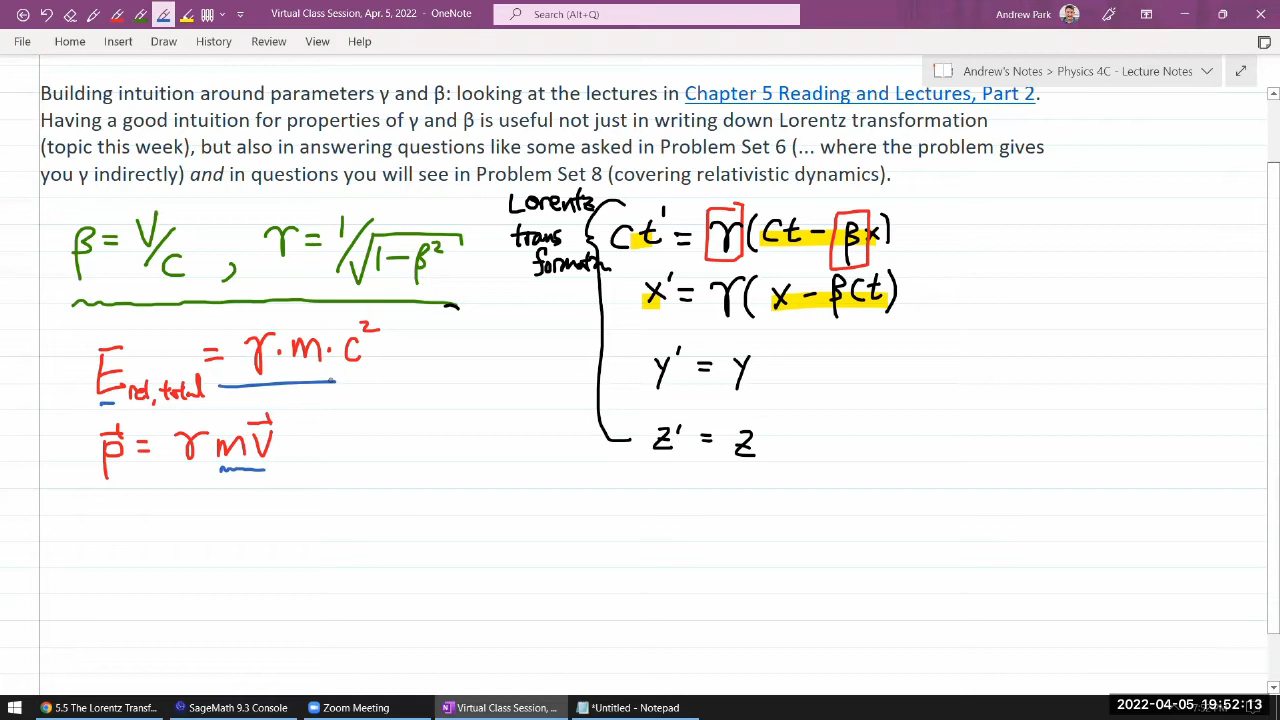 Virtual Class Session, Apr. 5, 2022 - OneNote
Search (Alt+Q)
Andrew Park
File Home Insert Draw History Review View Help
Andrew's Notes > Physics 4C - Lecture Notes
Building intuition around parameters γ and β: looking at the lectures in Chapter 5 Reading and Lectures, Part 2.
Having a good intuition for properties of γ and β is useful not just in writing down Lorentz transformation
(topic this week), but also in answering questions like some asked in Problem Set 6 (... where the problem gives
you γ indirectly) and in questions you will see in Problem Set 8 (covering relativistic dynamics).
β = V/C , γ = 1/√(1-β²)
E rel, total = γ·m·c²
p⃗ = γ m v⃗
Lorentz
trans
formatn
ct' = γ(ct - βx)
x' = γ(x - βct)
y' = y
z' = z
5.5 The Lorentz Transf... SageMath 9.3 Console Zoom Meeting Virtual Class Session, ... *Untitled - Notepad
2022-04-05 19:52:13